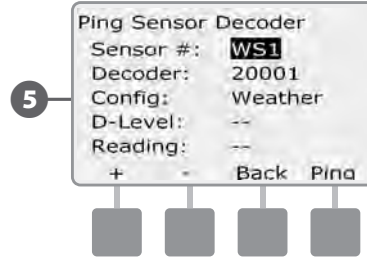 Ping Sensor Decoder
Sensor #: WS1
Decoder: 20001
Config: Weather
D-Level: --
Reading: --
+ - Back Ping
5